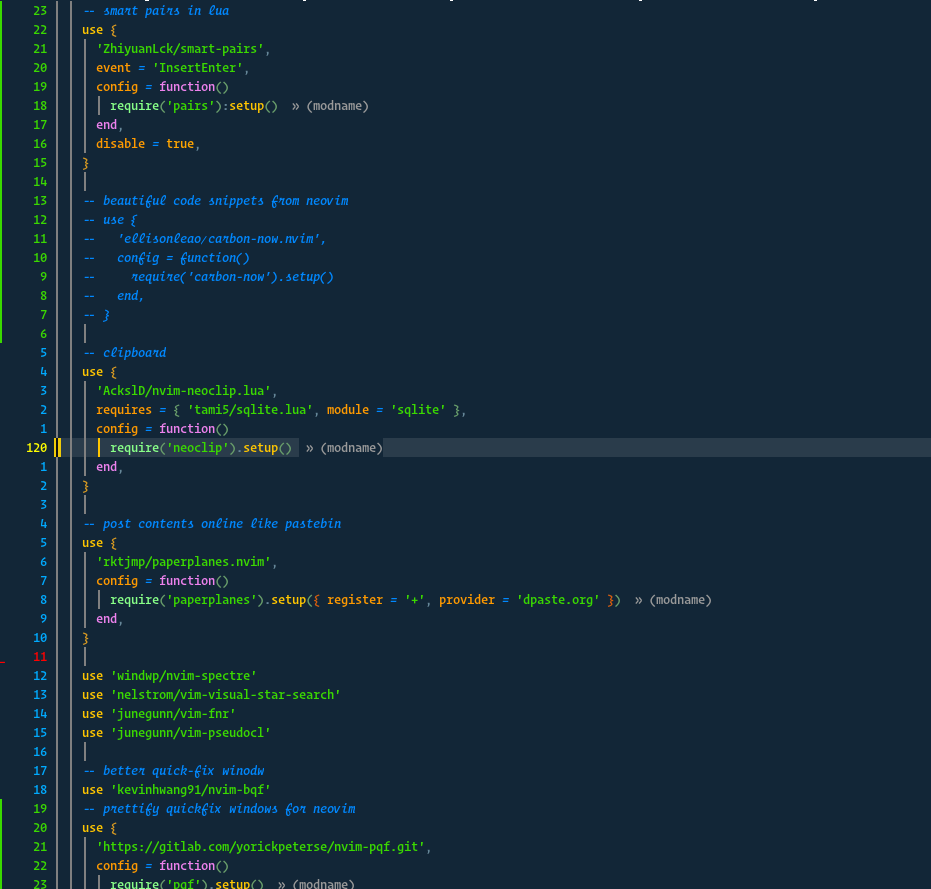 23 -- smart pairs in lua
22 use {
21 'ZhiyuanLck/smart-pairs',
20 event = 'InsertEnter',
19 config = function()
18 require('pairs'):setup() » (modname)
17 end,
16 disable = true,
15 }
14
13 -- beautiful code snippets from neovim
12 -- use {
11 -- 'ellisonleao/carbon-now.nvim',
10 -- config = function()
9 -- require('carbon-now').setup()
8 -- end,
7 -- }
6
5 -- clipboard
4 use {
3 'AckslD/nvim-neoclip.lua',
2 requires = { 'tami5/sqlite.lua', module = 'sqlite' },
1 config = function()
120 require('neoclip').setup() » (modname)
1 end,
2 }
3
4 -- post contents online like pastebin
5 use {
6 'rktjmp/paperplanes.nvim',
7 config = function()
8 require('paperplanes').setup({ register = '+', provider = 'dpaste.org' }) » (modname)
9 end,
10 }
11
12 use 'windwp/nvim-spectre'
13 use 'nelstrom/vim-visual-star-search'
14 use 'junegunn/vim-fnr'
15 use 'junegunn/vim-pseudocl'
16
17 -- better quick-fix winodw
18 use 'kevinhwang91/nvim-bqf'
19 -- prettify quickfix windows for neovim
20 use {
21 'https://gitlab.com/yorickpeterse/nvim-pqf.git',
22 config = function()
23 require('pqf').setup() » (modname)